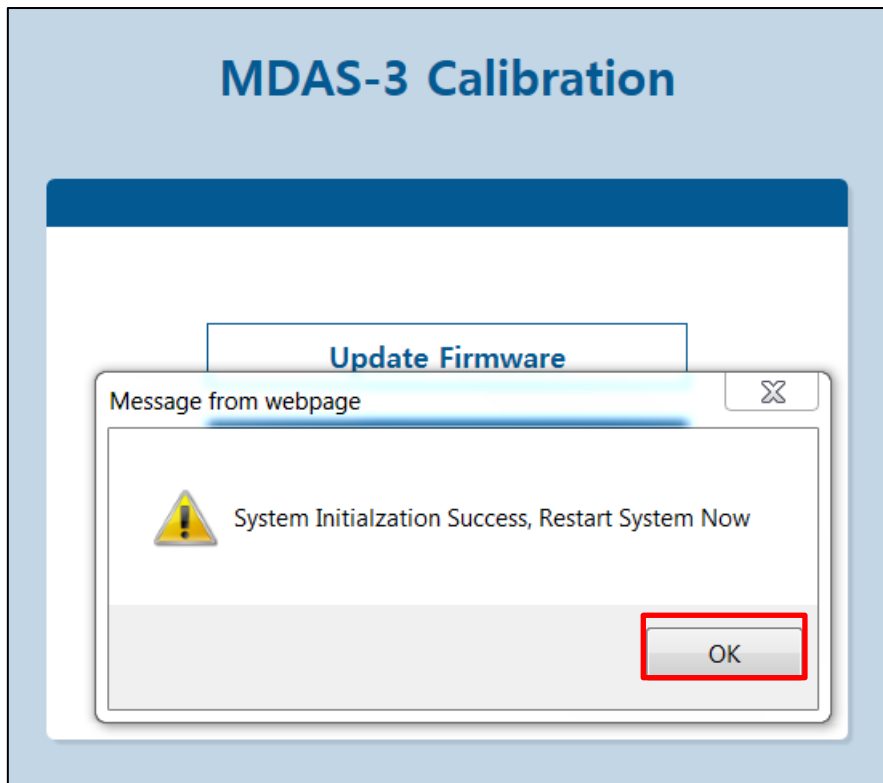 MDAS-3 Calibration
Update Firmware
Message from webpage
System Initialzation Success, Restart System Now
OK